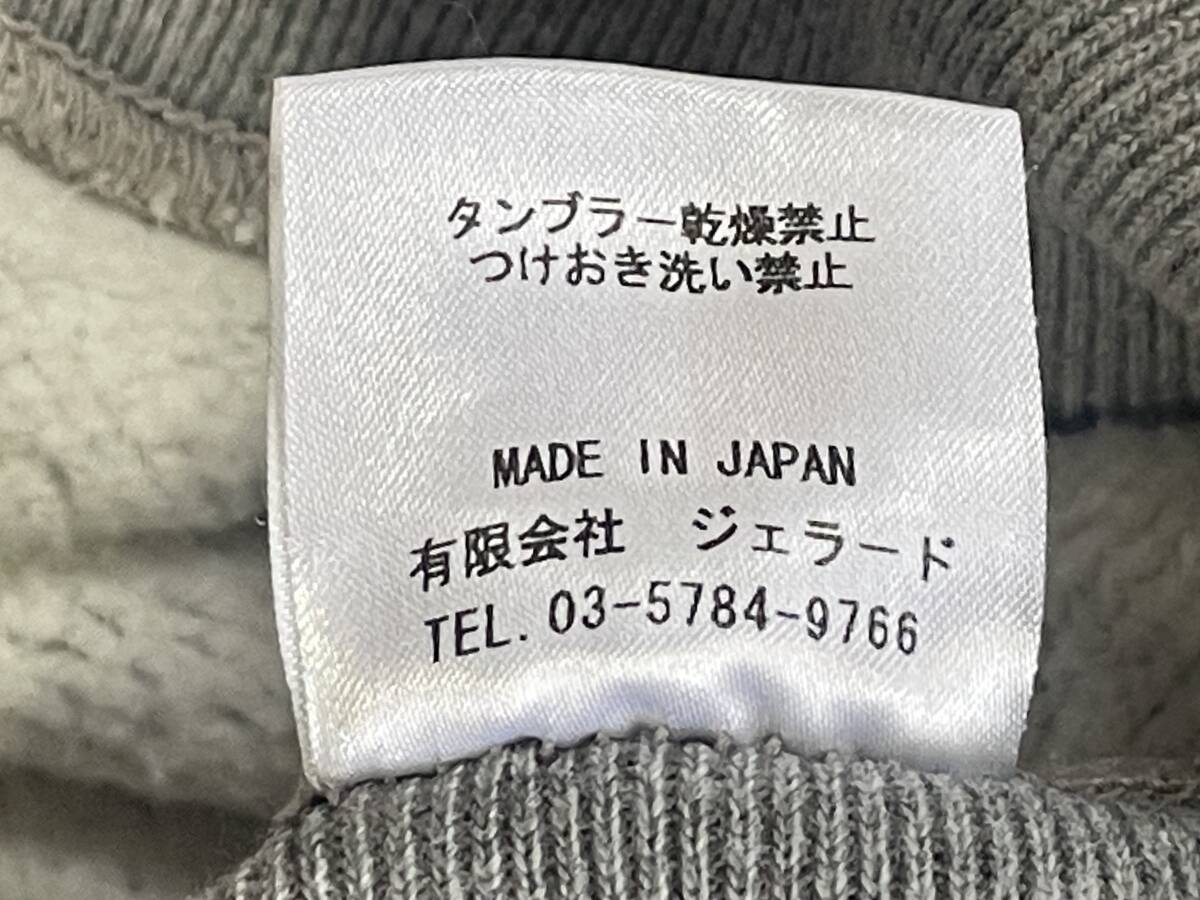 タンブラー乾燥禁止
つけおき洗い禁止
MADE IN JAPAN
有限会社　ジェラード
TEL. 03-5784-9766